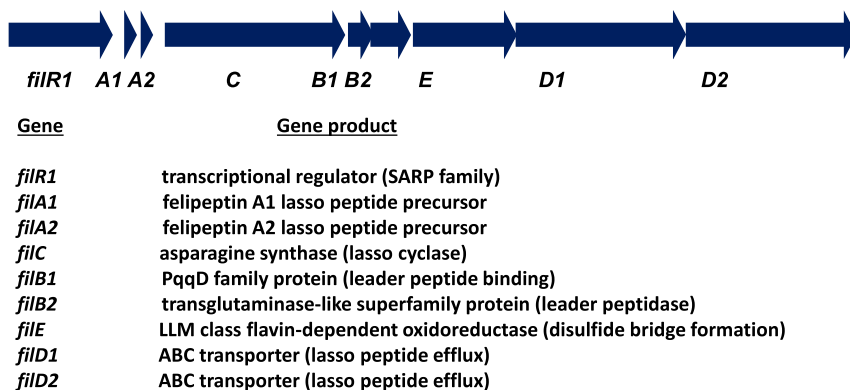 filR1 A1 A2 C B1 B2 E D1 D2
Gene Gene product
filR1 transcriptional regulator (SARP family)
filA1 felipeptin A1 lasso peptide precursor
filA2 felipeptin A2 lasso peptide precursor
filC asparagine synthase (lasso cyclase)
filB1 PqqD family protein (leader peptide binding)
filB2 transglutaminase-like superfamily protein (leader peptidase)
filE LLM class flavin-dependent oxidoreductase (disulfide bridge formation)
filD1 ABC transporter (lasso peptide efflux)
filD2 ABC transporter (lasso peptide efflux)